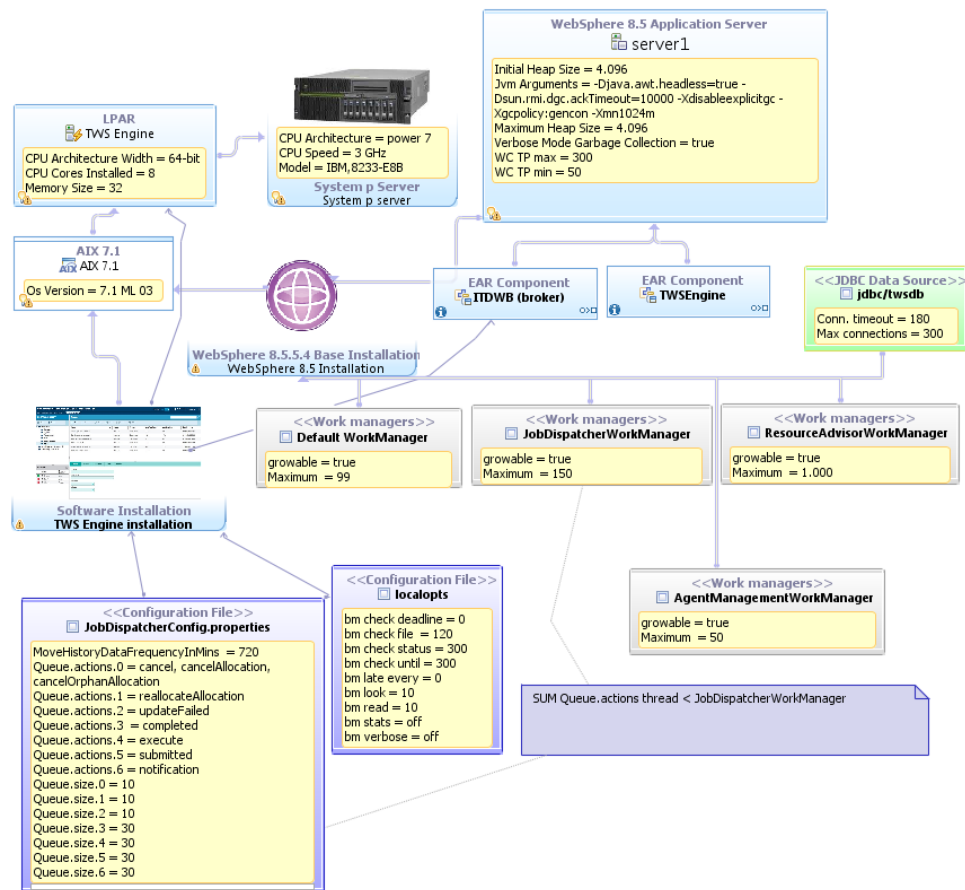 WebSphere 8.5 Application Server
server1
Initial Heap Size = 4.096
Jvm Arguments = -Djava.awt.headless=true -
Dsun.rmi.dgc.ackTimeout=10000 -Xdisableexplicitgc -
Xgcpolicy:gencon -Xmn1024m
Maximum Heap Size = 4.096
Verbose Mode Garbage Collection = true
WC TP max = 300
WC TP min = 50
LPAR
TWS Engine
CPU Architecture Width = 64-bit
CPU Cores Installed = 8
Memory Size = 32
CPU Architecture = power 7
CPU Speed = 3 GHz
Model = IBM,8233-E8B
System p Server
System p server
AIX 7.1
AIX
AIX 7.1
Os Version = 7.1 ML 03
EAR Component
ITDWB (broker)
EAR Component
TWSEngine
<<JDBC Data Source>>
jdbc/twsdb
Conn. timeout = 180
Max connections = 300
WebSphere 8.5.5.4 Base Installation
WebSphere 8.5 Installation
<<Work managers>>
Default WorkManager
growable = true
Maximum = 99
<<Work managers>>
JobDispatcherWorkManager
growable = true
Maximum = 150
<<Work managers>>
ResourceAdvisorWorkManager
growable = true
Maximum = 1.000
Software Installation
TWS Engine installation
<<Work managers>>
AgentManagementWorkManager
growable = true
Maximum = 50
<<Configuration File>>
JobDispatcherConfig.properties
MoveHistoryDataFrequencyInMins = 720
Queue.actions.0 = cancel, cancelAllocation,
cancelOrphanAllocation
Queue.actions.1 = reallocateAllocation
Queue.actions.2 = updateFailed
Queue.actions.3 = completed
Queue.actions.4 = execute
Queue.actions.5 = submitted
Queue.actions.6 = notification
Queue.size.0 = 10
Queue.size.1 = 10
Queue.size.2 = 10
Queue.size.3 = 30
Queue.size.4 = 30
Queue.size.5 = 30
Queue.size.6 = 30
<<Configuration File>>
localopts
bm check deadline = 0
bm check file = 120
bm check status = 300
bm check until = 300
bm late every = 0
bm look = 10
bm read = 10
bm stats = off
bm verbose = off
SUM Queue.actions thread < JobDispatcherWorkManager